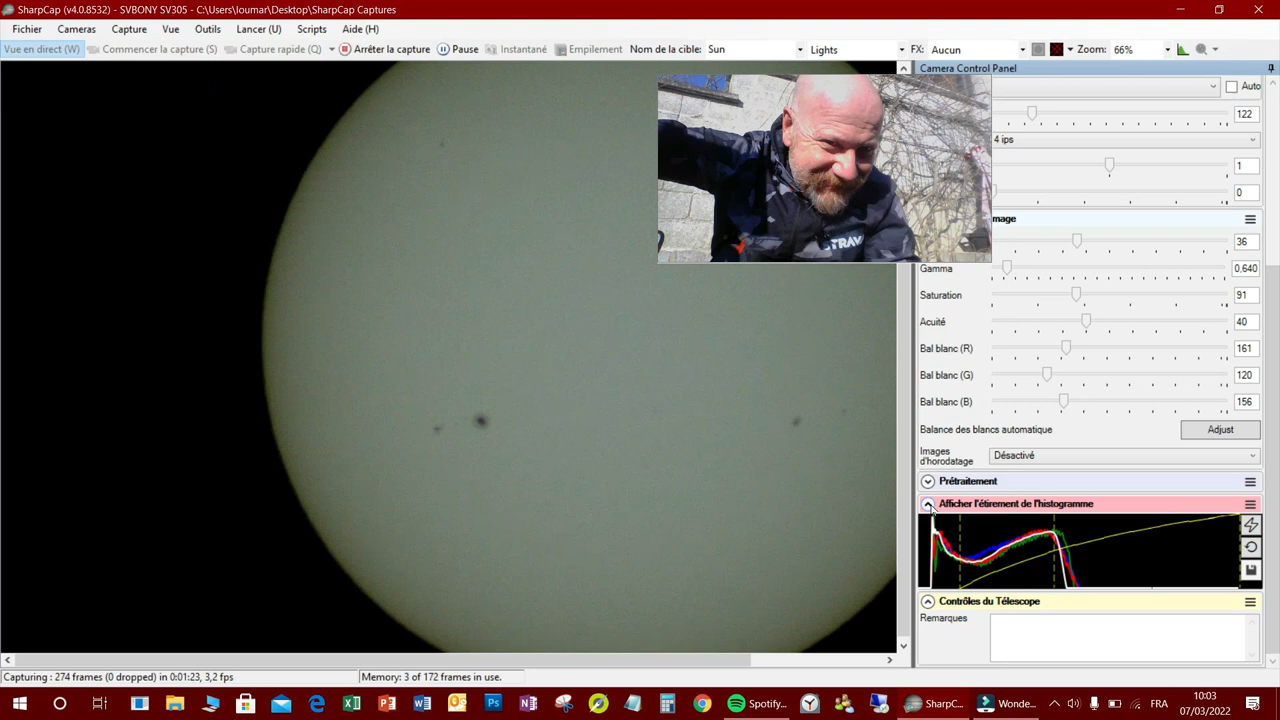 SharpCap (v4.0.8532) - SVBONY SV305 - C:\Users\loumar\Desktop\SharpCap Captures
Fichier Cameras Capture Vue Outils Lancer (U) Scripts Aide (H)
Vue en direct (W) Commencer la capture (S) Capture rapide (Q) Arrêter la capture Pause Instantané Empilement Nom de la cible: Sun Lights FX: Aucun Zoom: 66%
Camera Control Panel
Auto
122
4 ips
1
0
mage
36
Gamma 0,640
Saturation 91
Acuité 40
Bal blanc (R) 161
Bal blanc (G) 120
Bal blanc (B) 156
Balance des blancs automatique Adjust
Images
d'horodatage Désactivé
Prétraitement
Afficher l'étirement de l'histogramme
Contrôles du Télescope
Remarques
STRAV
Capturing : 274 frames (0 dropped) in 0:01:23, 3,2 fps Memory: 3 of 172 frames in use.
Spotify... SharpC... Wonde... FRA
10:03
07/03/2022